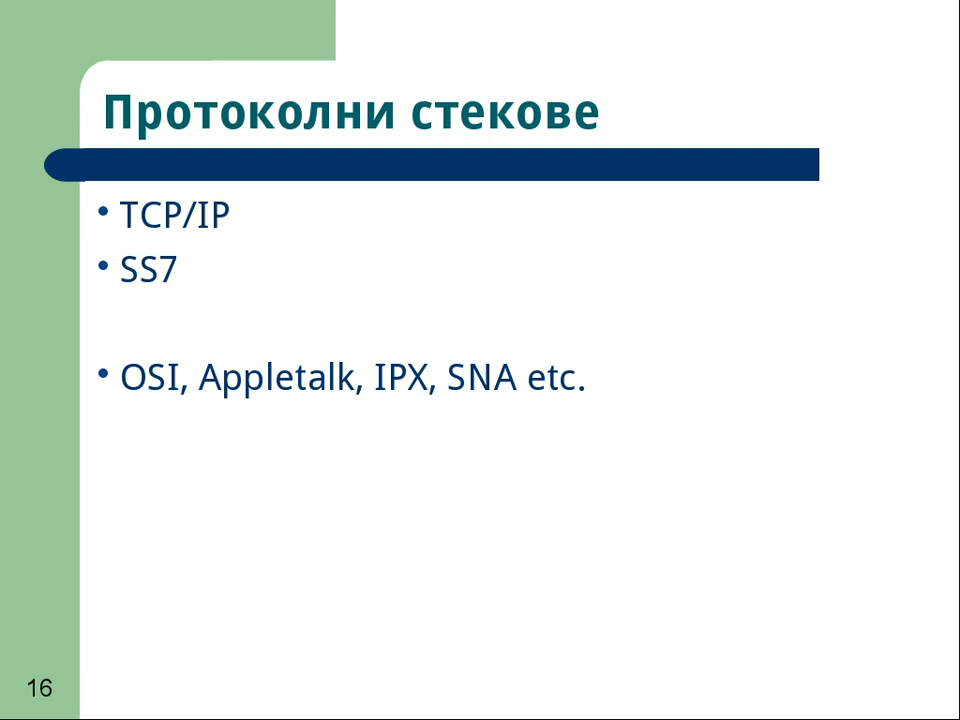 Протоколни стекове
• TCP/IP
• SS7
• OSI, Appletalk, IPX, SNA etc.
16